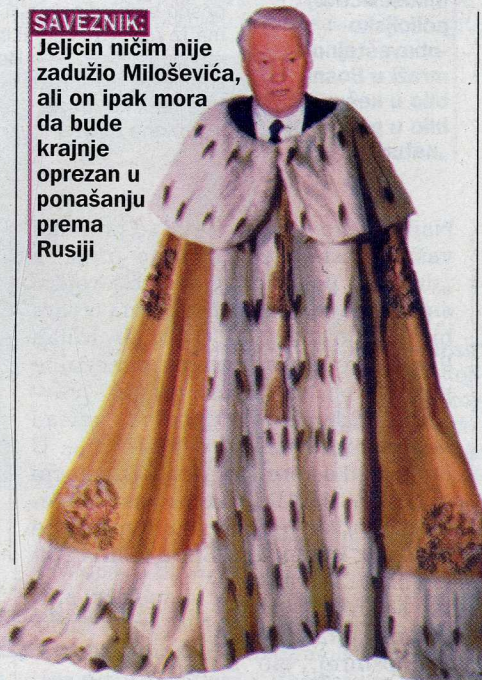 SAVEZNIK:
Jeljcin ničim nije
zadužio Miloševića,
ali on ipak mora
da bude
krajnje
oprezan u
ponašanju
prema
Rusiji